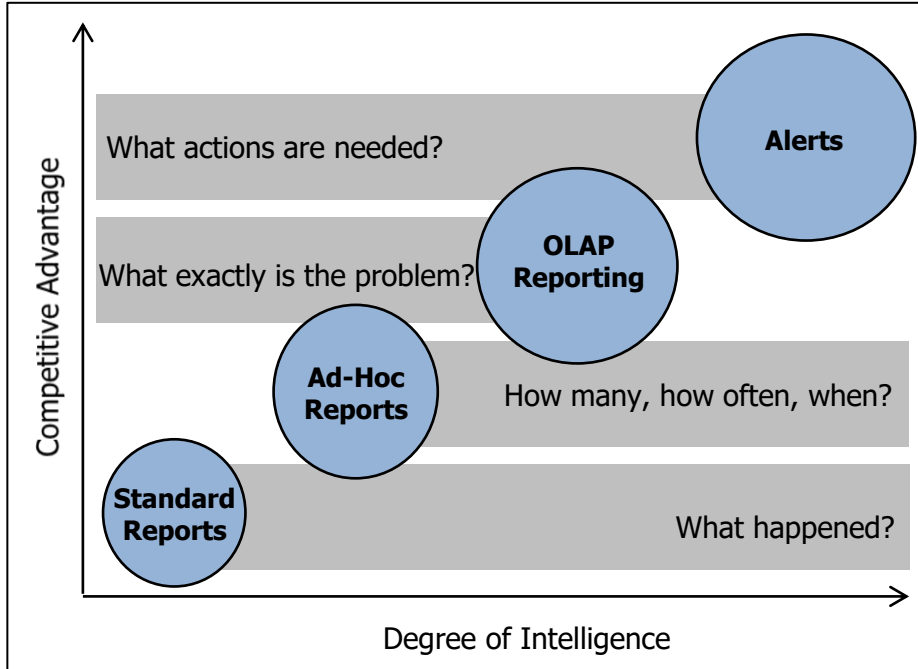 Competitive Advantage
What actions are needed?
Alerts
What exactly is the problem?
OLAP
Reporting
Ad-Hoc
Reports
How many, how often, when?
Standard
Reports
What happened?
Degree of Intelligence